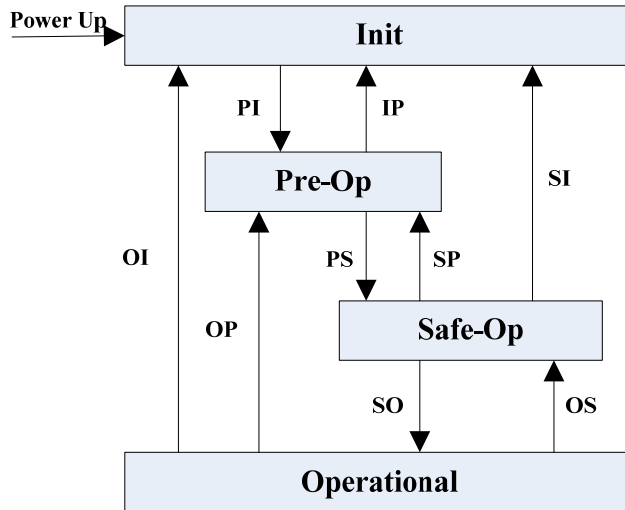 Power Up
Init
PI
IP
Pre-Op
SI
OI
PS
SP
OP
Safe-Op
SO
OS
Operational